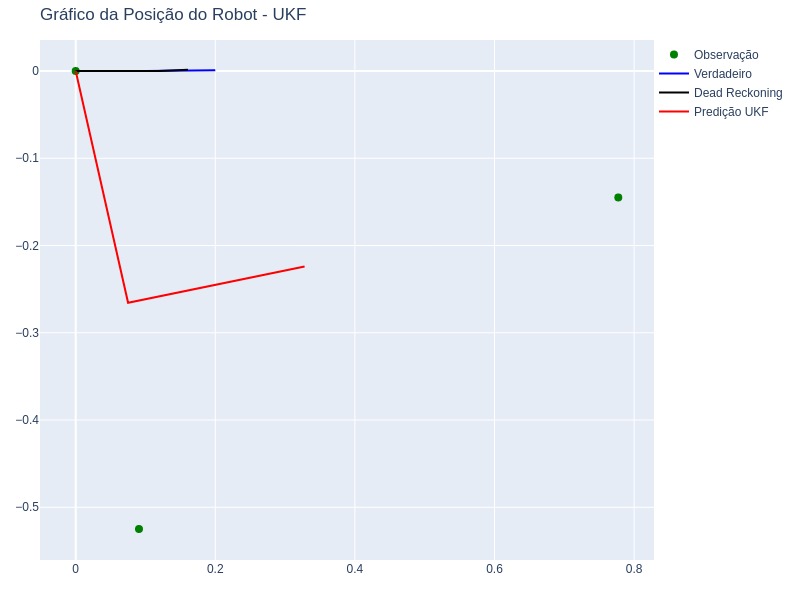 Gráfico da Posição do Robot - UKF
Observação
Verdadeiro
Dead Reckoning
Predição UKF
0
−0.1
−0.2
−0.3
−0.4
−0.5
0 0.2 0.4 0.6 0.8